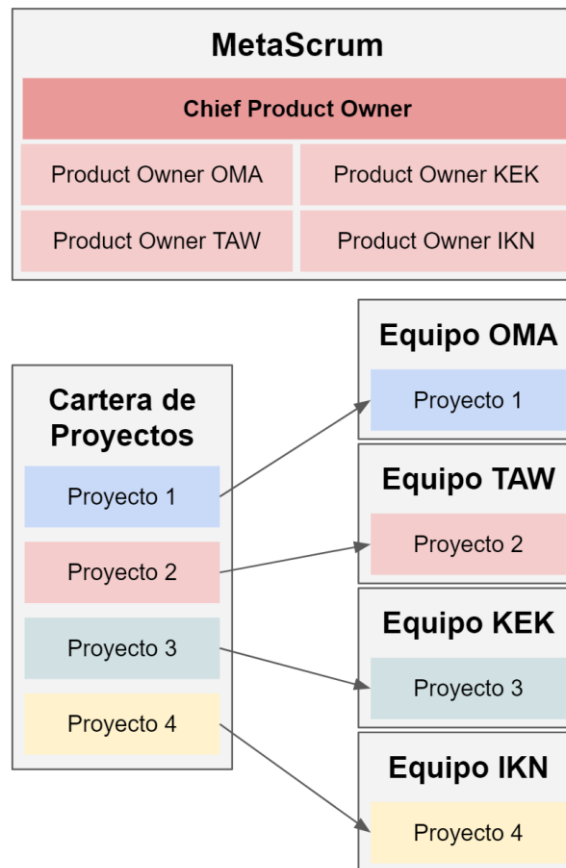 MetaScrum
Chief Product Owner
Product Owner OMA
Product Owner KEK
Product Owner TAW
Product Owner IKN
Cartera de
Proyectos
Proyecto 1
Proyecto 2
Proyecto 3
Proyecto 4
Equipo OMA
Proyecto 1
Equipo TAW
Proyecto 2
Equipo KEK
Proyecto 3
Equipo IKN
Proyecto 4